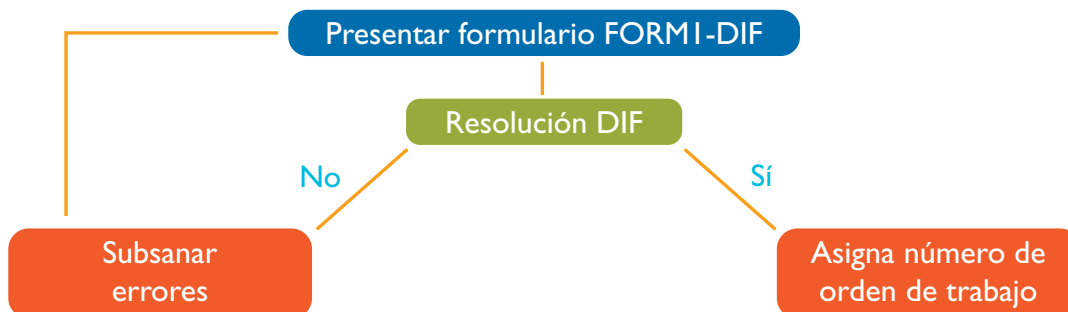 Presentar formulario FORM1-DIF
Resolución DIF
No
Sí
Subsanar
errores
Asigna número de
orden de trabajo